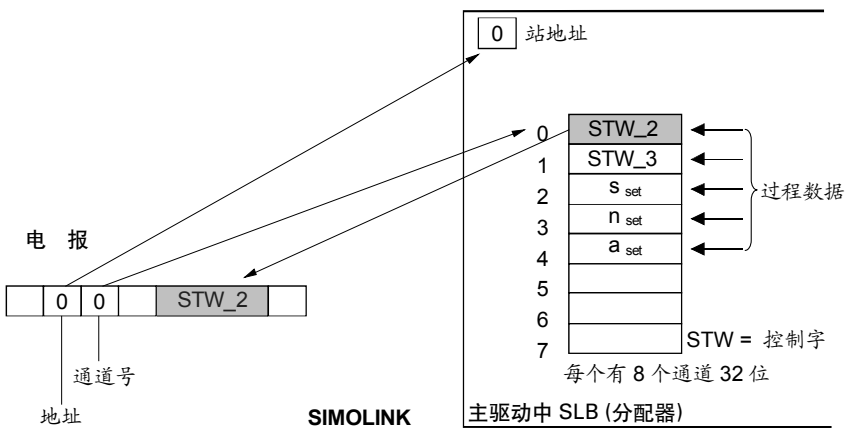 0 站地址
0 STW_2
1 STW_3
2 s set
3 n set
4 a set
5
6
7
过程数据
STW = 控制字
每个有 8 个通道 32 位
主驱动中 SLB (分配器)
电 报
0 0 STW_2
通道号
地址
SIMOLINK